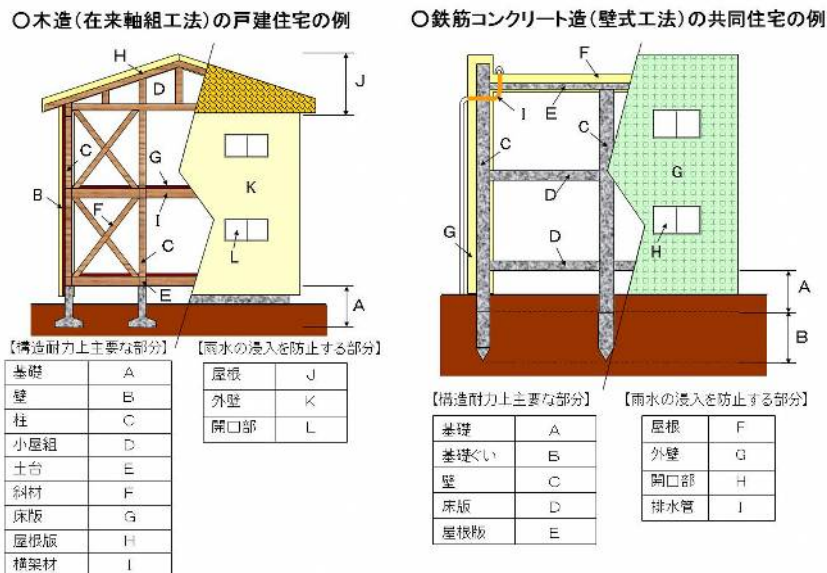 〇木造(在来軸組工法)の戸建住宅の例
H
D
J
C
G
B
K
F
I
C
L
E
A
【構造耐力上主要な部分】
基礎 A
壁 B
柱 C
小屋組 D
土台 E
斜材 F
床版 G
屋根版 H
横架材 I
【雨水の浸入を防止する部分】
屋根 J
外壁 K
開口部 L
〇鉄筋コンクリート造(壁式工法)の共同住宅の例
F
I
E
C
C
D
G
G
D
H
A
B
【構造耐力上主要な部分】
基礎 A
基礎ぐい B
壁 C
床版 D
屋根版 E
【雨水の浸入を防止する部分】
屋根 F
外壁 G
開口部 H
排水管 I